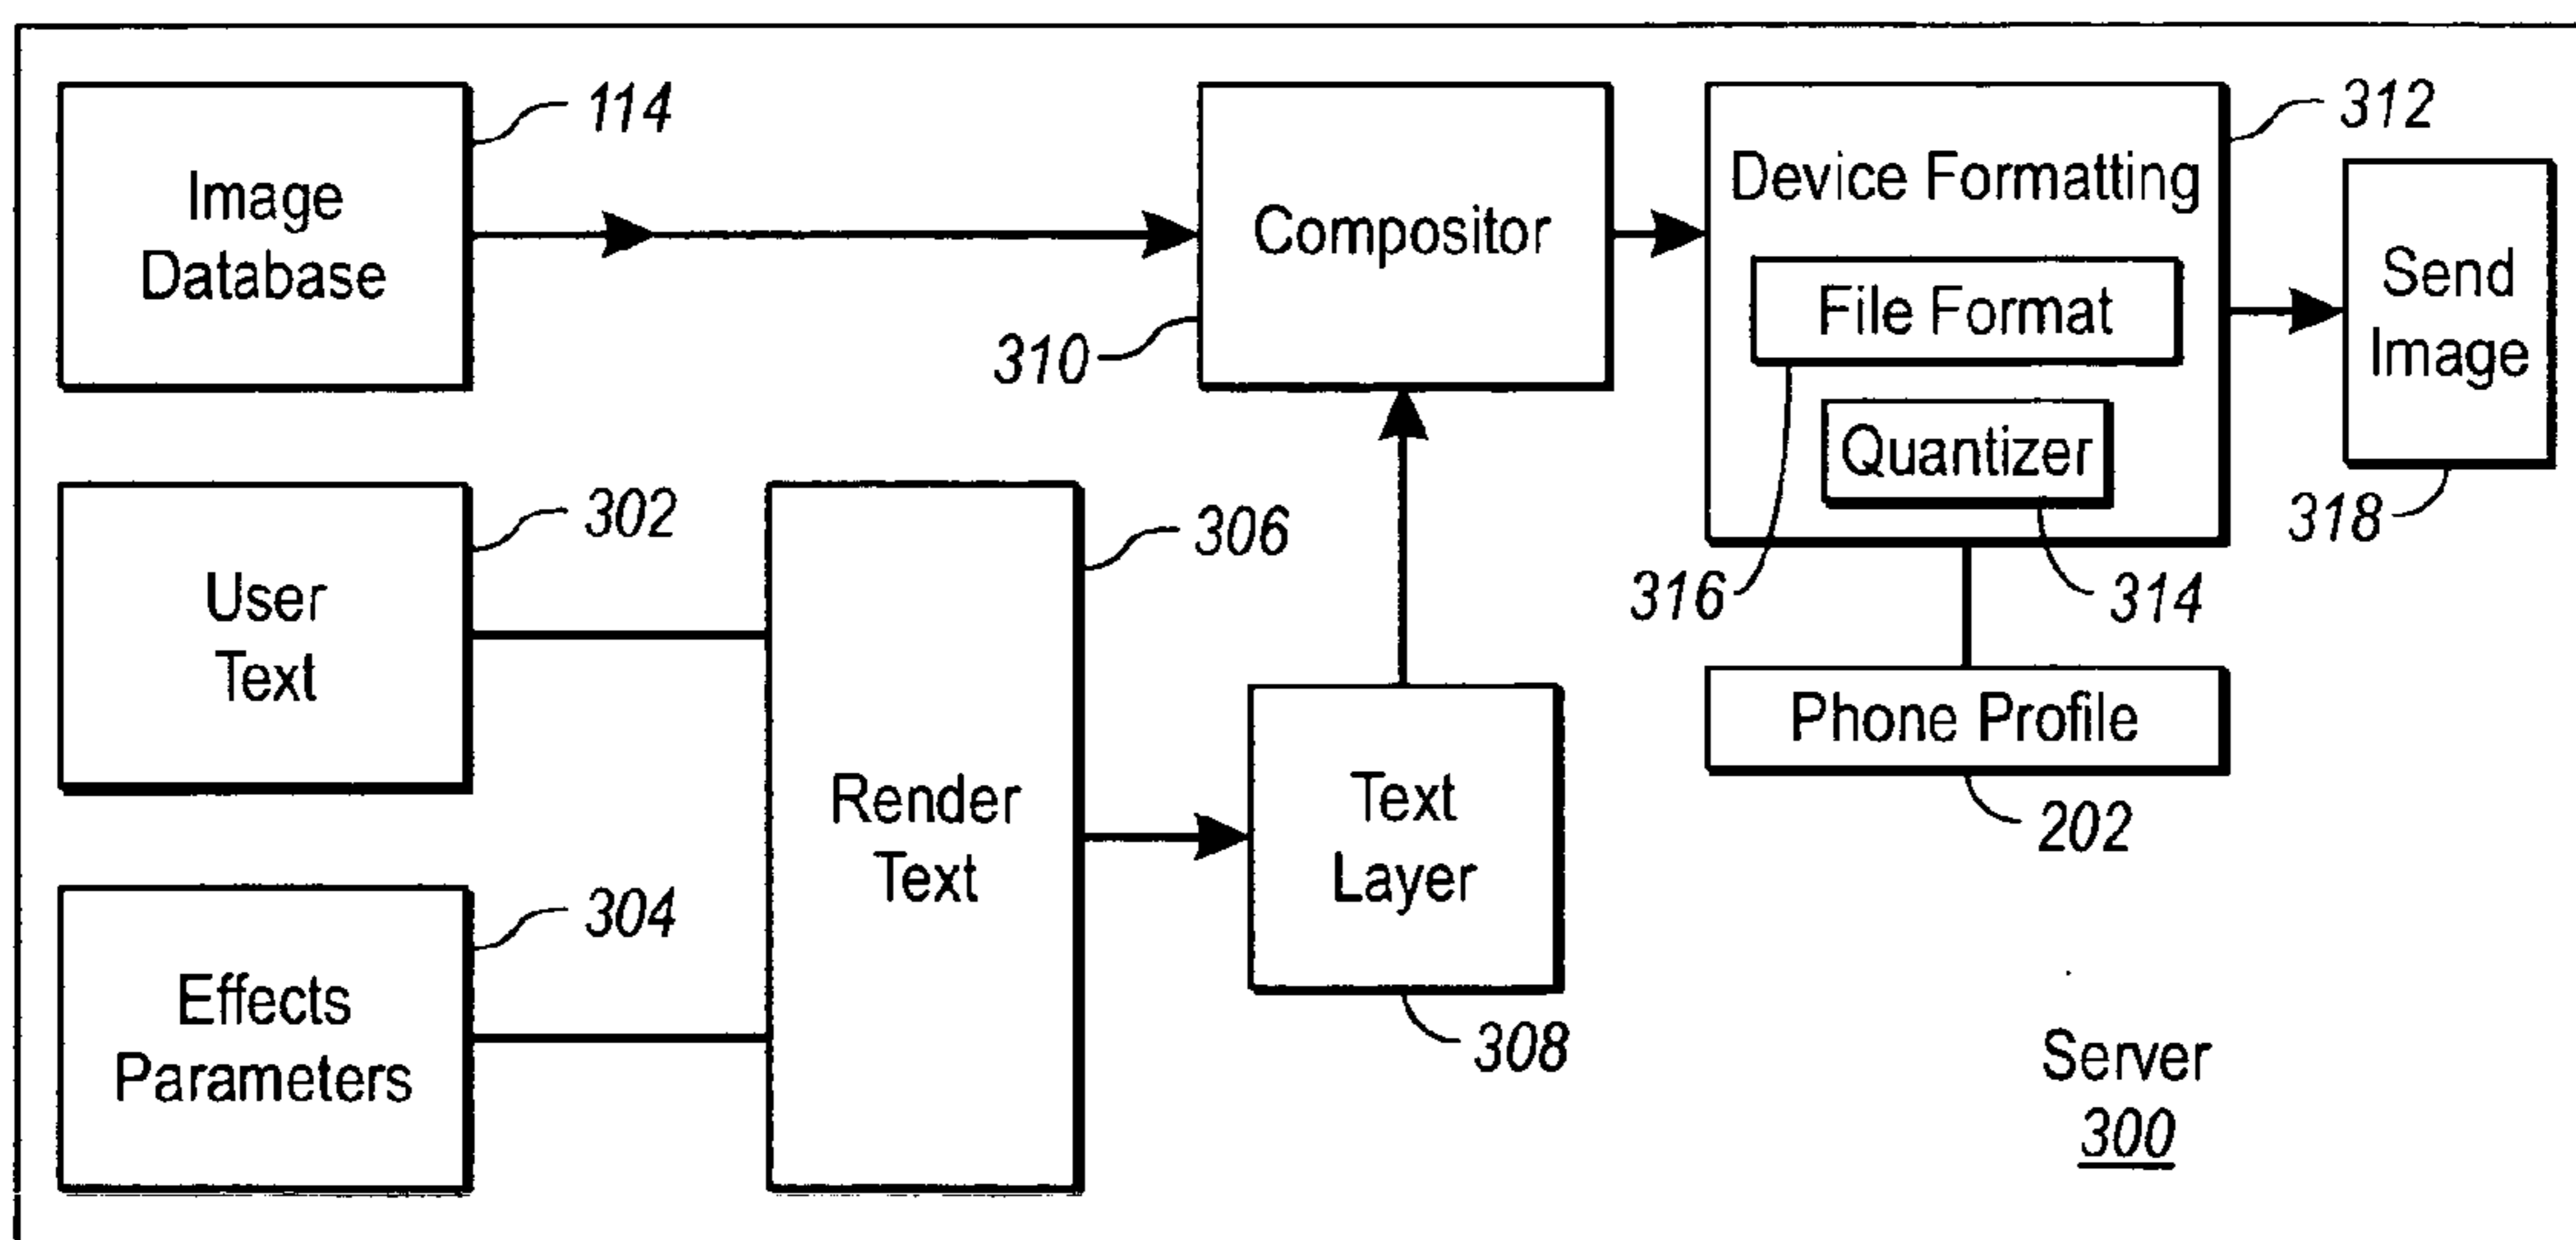 Image
Database
114
Compositor
310
Device Formatting
312
File Format
316
Quantizer
314
Send
Image
318
User
Text
302
Render
Text
306
Text
Layer
308
Phone Profile
202
Effects
Parameters
304
Server
300